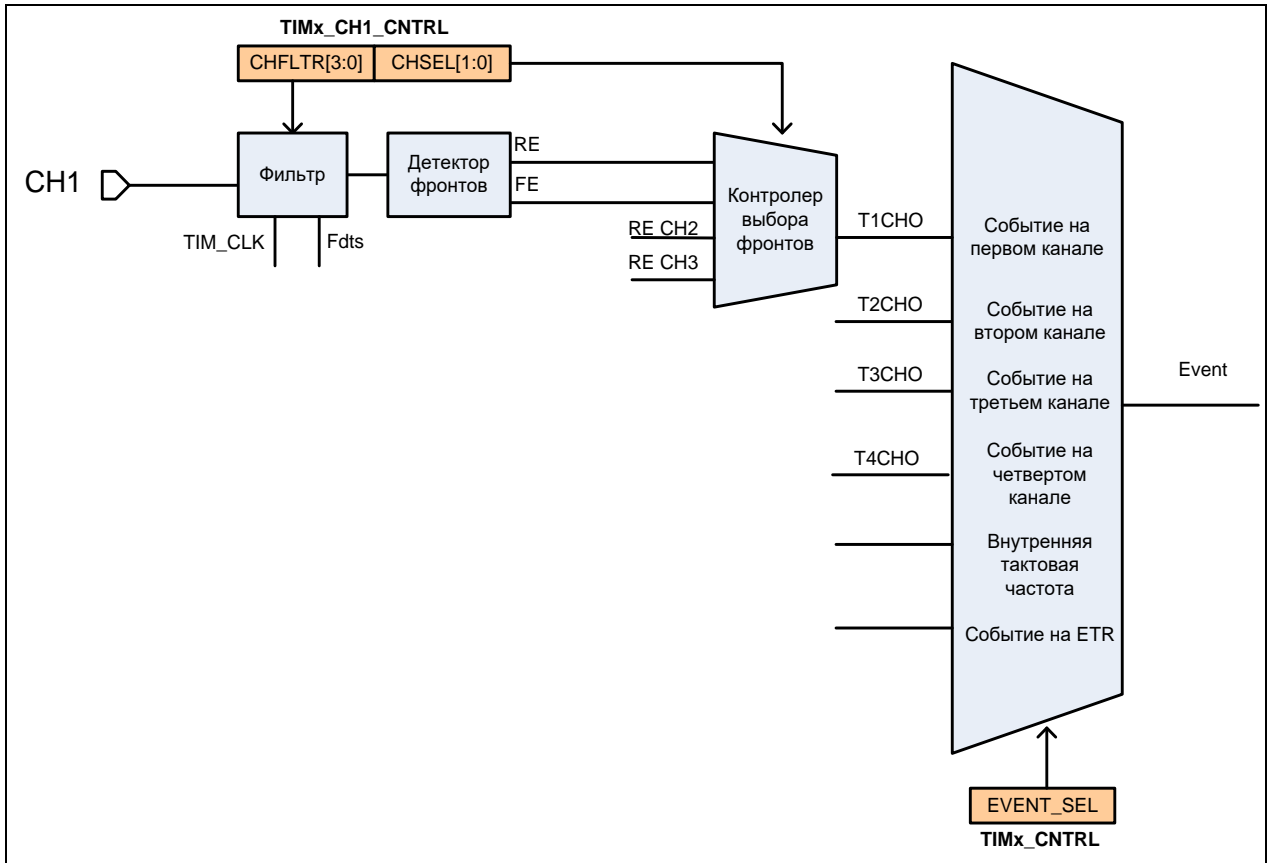 TIMx_CH1_CNTRL
CHFLTR[3:0]
CHSEL[1:0]
CH1
Фильтр
TIM_CLK
Fdts
Детектор
фронтов
RE
FE
RE CH2
RE CH3
Контролер
выбора
фронтов
T1CHO
Событие на
первом канале
T2CHO
Событие на
втором канале
T3CHO
Событие на
третьем канале
T4CHO
Событие на
четвертом
канале
Внутренняя
тактовая
частота
Событие на ETR
Event
EVENT_SEL
TIMx_CNTRL